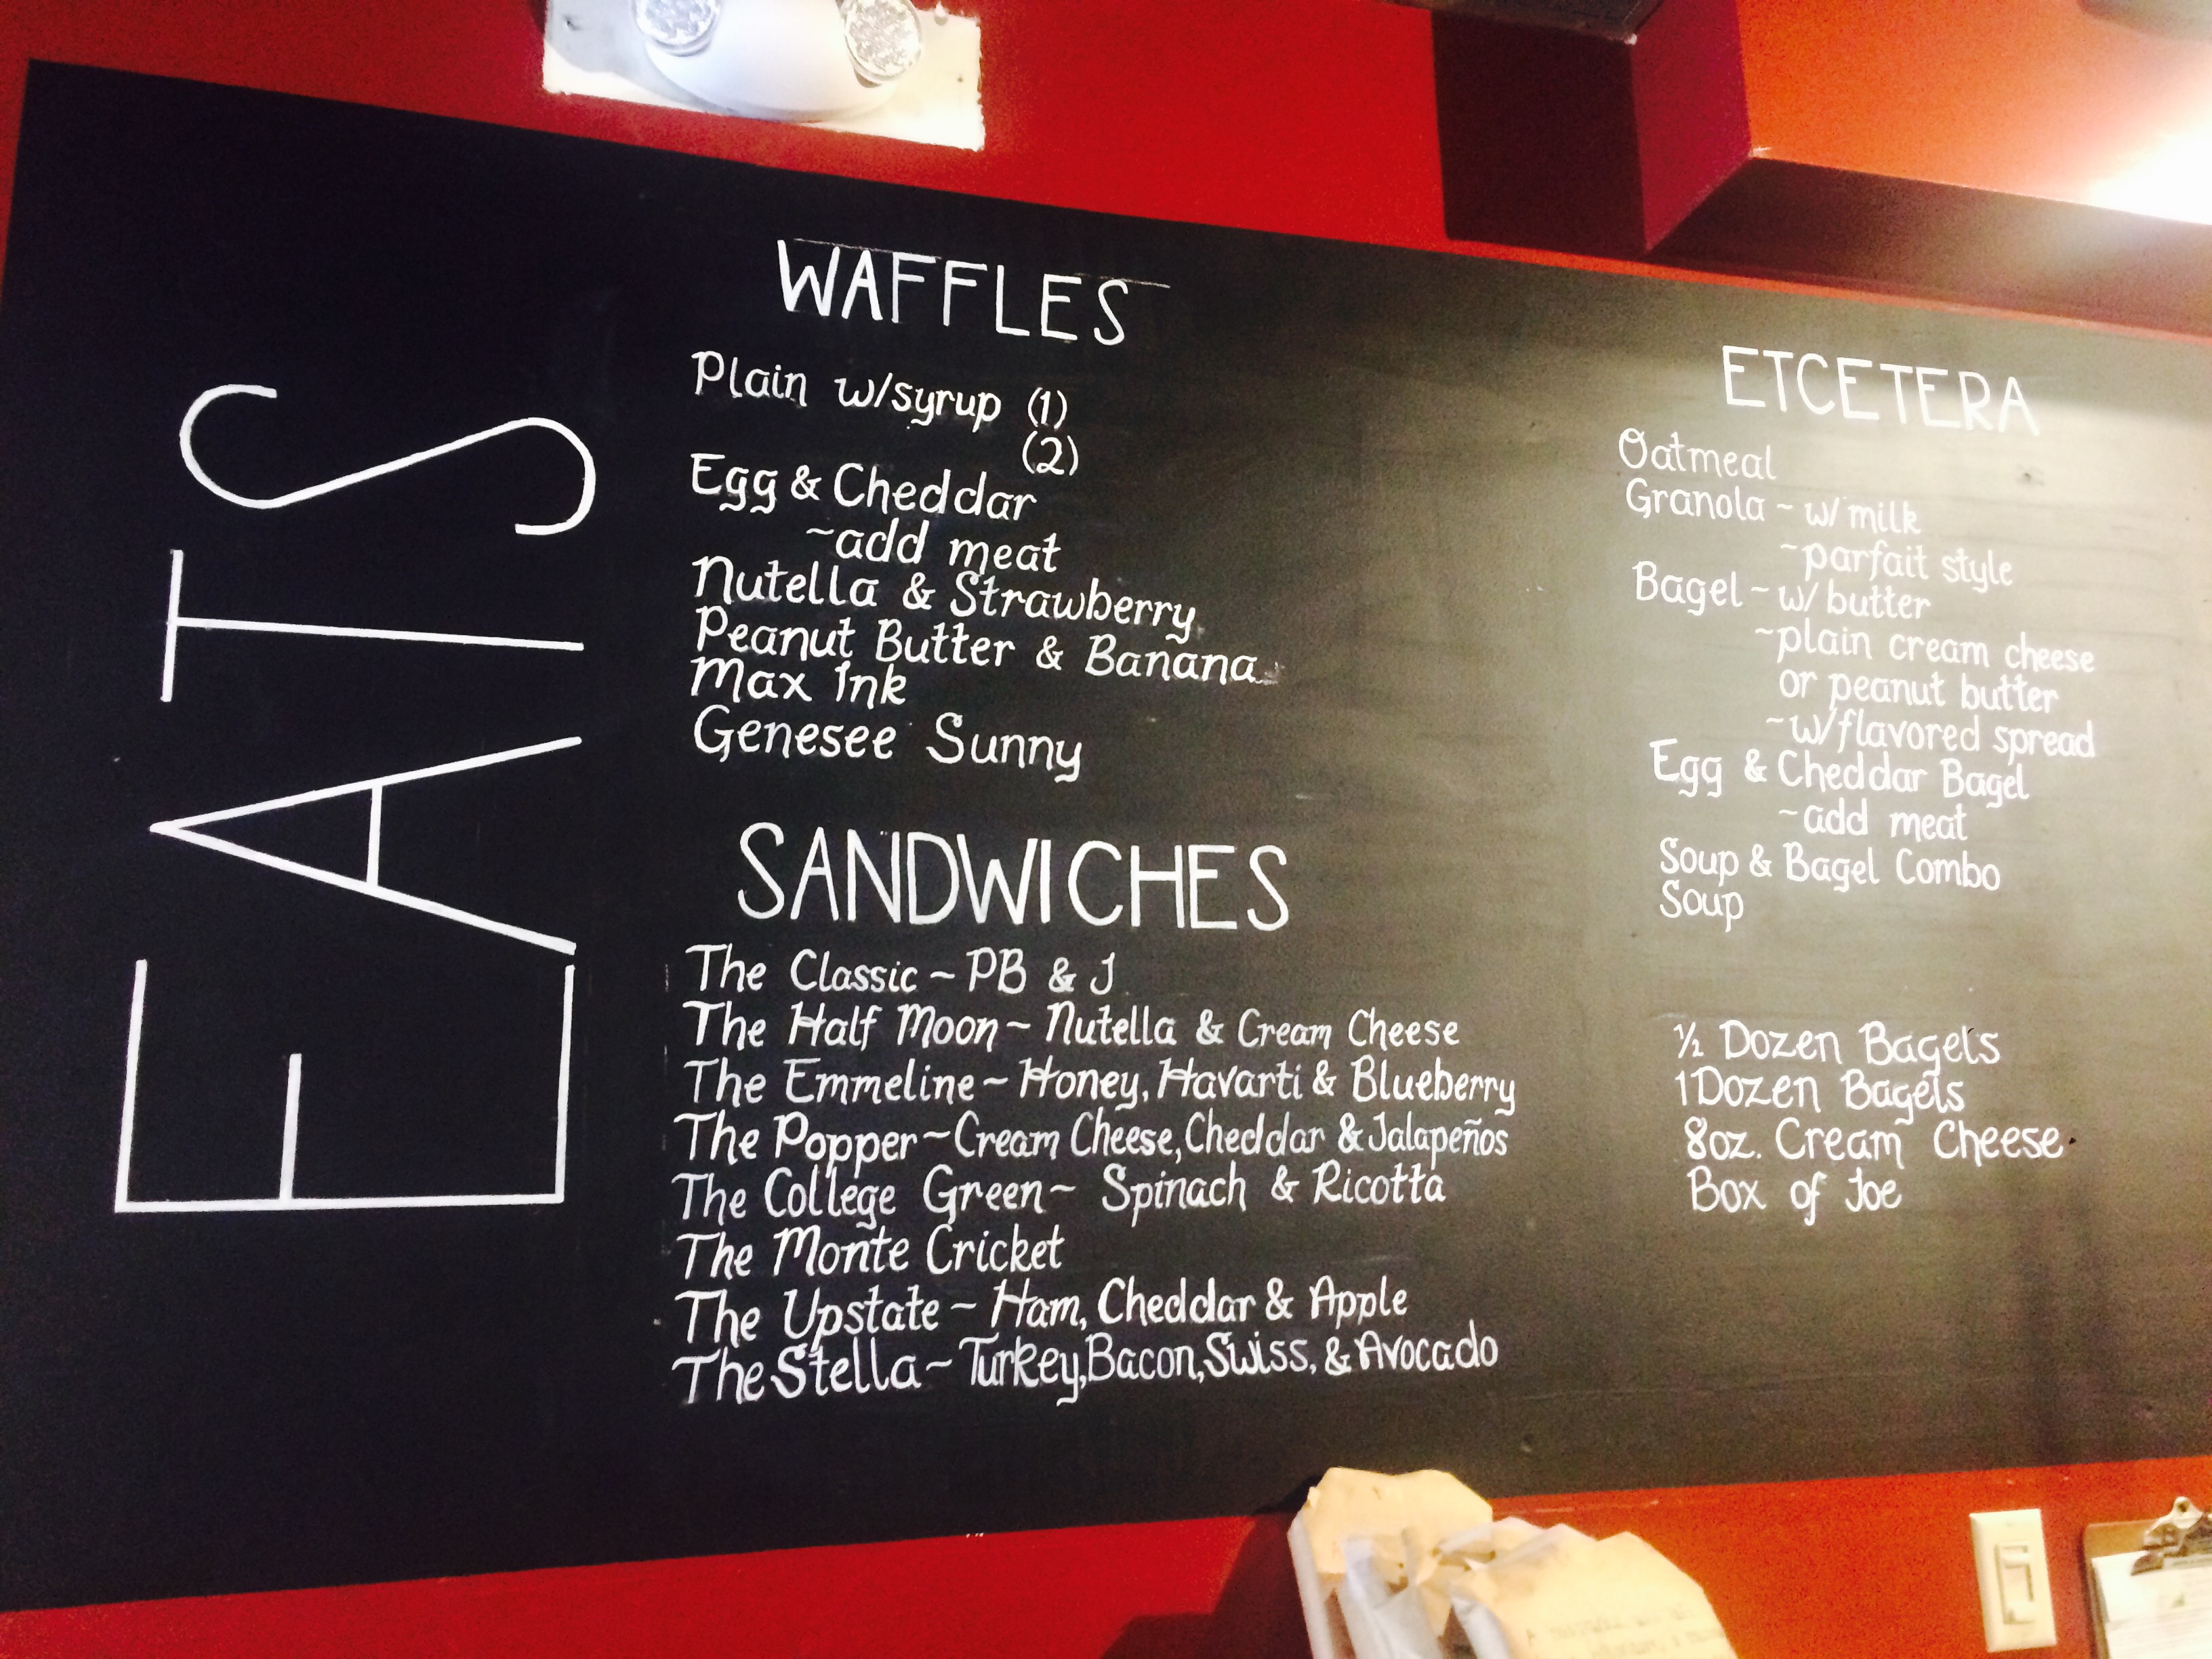 EATS
WAFFLES
Plain w/syrup (1)
(2)
Egg & Cheddar
~add meat
Nutella & Strawberry
Peanut Butter & Banana
Max Ink
Genesee Sunny
SANDWICHES
The Classic ~ PB & J
The Half Moon ~ Nutella & Cream Cheese
The Emmeline ~ Honey, Havarti & Blueberry
The Popper ~ Cream Cheese, Cheddar & Jalapeños
The College Green ~ Spinach & Ricotta
The Monte Cricket
The Upstate ~ Ham, Cheddar & Apple
The Stella ~ Turkey, Bacon, Swiss, & Avocado
ETCETERA
Oatmeal
Granola ~ w/ milk
~parfait style
Bagel ~ w/ butter
~plain cream cheese
or peanut butter
~w/flavored spread
Egg & Cheddar Bagel
~add meat
Soup & Bagel Combo
Soup
½ Dozen Bagels
1 Dozen Bagels
8oz. Cream Cheese
Box of Joe